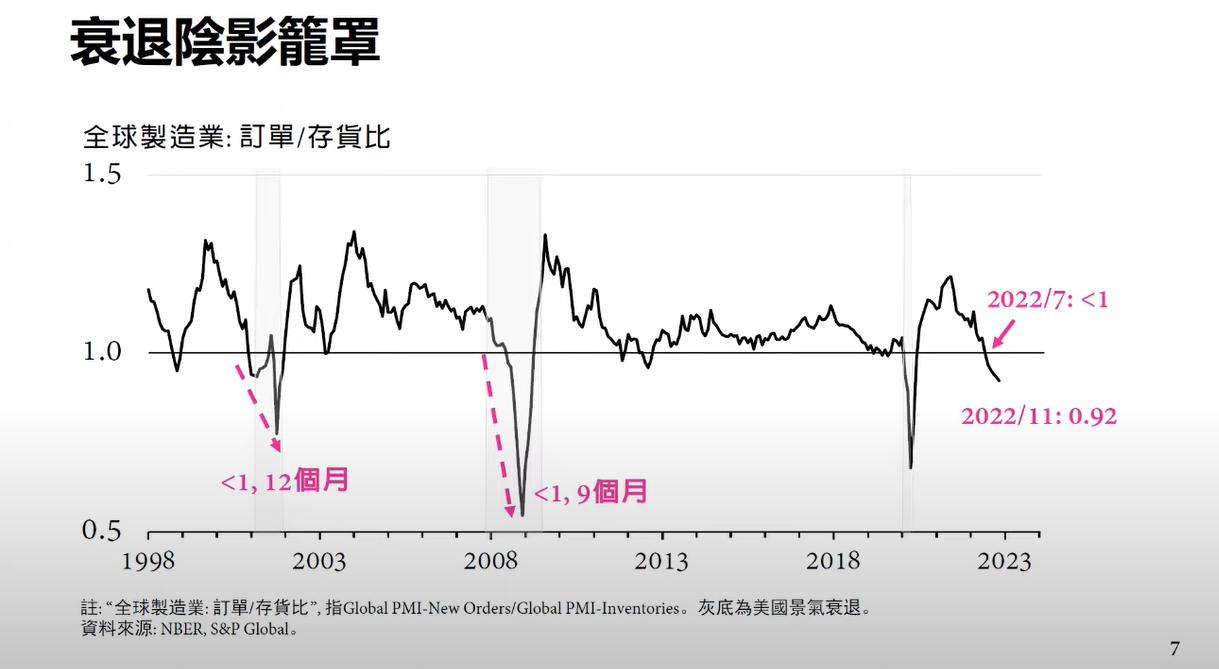 衰退陰影籠罩
全球製造業: 訂單/存貨比
1.5
1.0
0.5
2022/7: <1
2022/11: 0.92
<1, 12個月
<1, 9個月
1998 2003 2008 2013 2018 2023
註: “全球製造業: 訂單/存貨比”, 指Global PMI-New Orders/Global PMI-Inventories。灰底為美國景氣衰退。
資料來源: NBER, S&P Global。
7